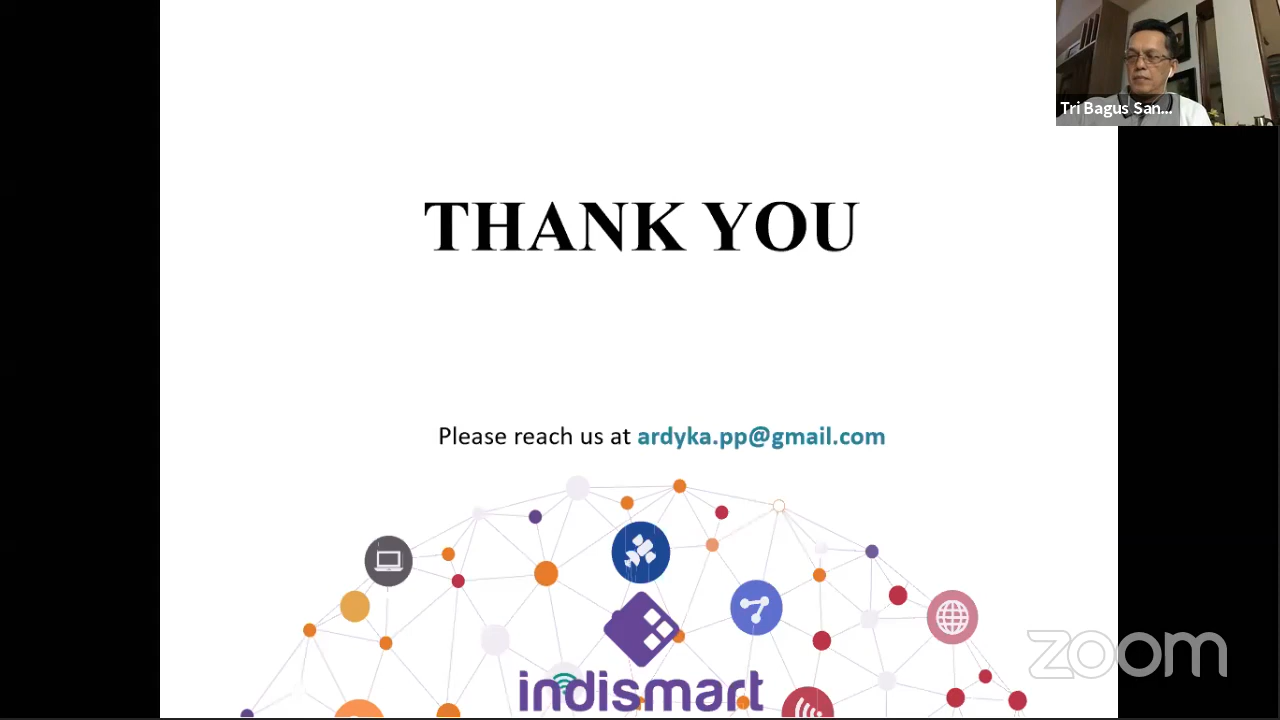 Tri Bagus San...
THANK YOU
Please reach us at ardyka.pp@gmail.com
zoom
indismart